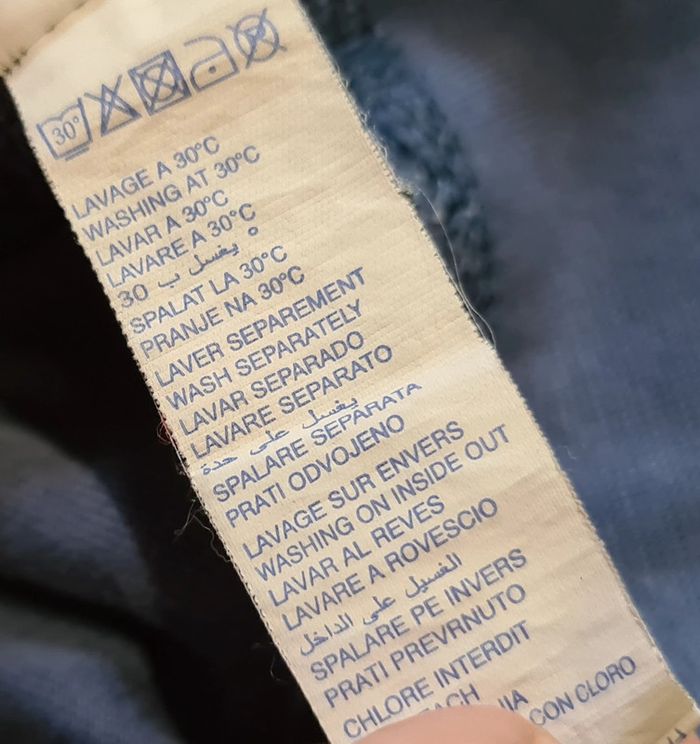 30°
LAVAGE A 30°C
WASHING AT 30°C
LAVAR A 30°C
LAVARE A 30°C
يغسل ب 30 °
SPALAT LA 30°C
PRANJE NA 30°C
LAVER SEPAREMENT
WASH SEPARATELY
LAVAR SEPARADO
LAVARE SEPARATO
يغسل على حدة
SPALARE SEPARATA
PRATI ODVOJENO
LAVAGE SUR ENVERS
WASHING ON INSIDE OUT
LAVAR AL REVES
LAVARE A ROVESCIO
الغسيل على الداخل
SPALARE PE INVERS
PRATI PREVRNUTO
CHLORE INTERDIT
CON CLORO